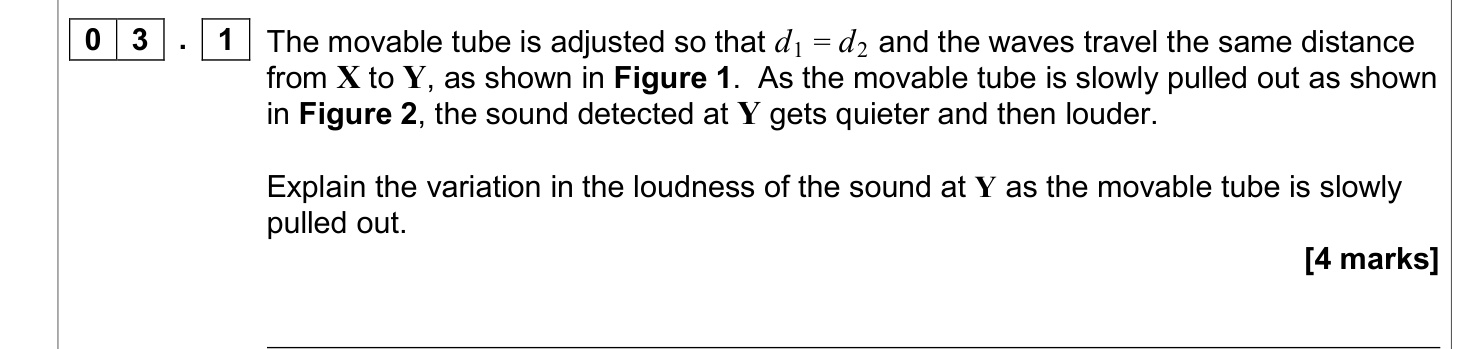 0 3 . 1 The movable tube is adjusted so that d₁ = d₂ and the waves travel the same distance
from X to Y, as shown in Figure 1. As the movable tube is slowly pulled out as shown
in Figure 2, the sound detected at Y gets quieter and then louder.
Explain the variation in the loudness of the sound at Y as the movable tube is slowly
pulled out.
[4 marks]